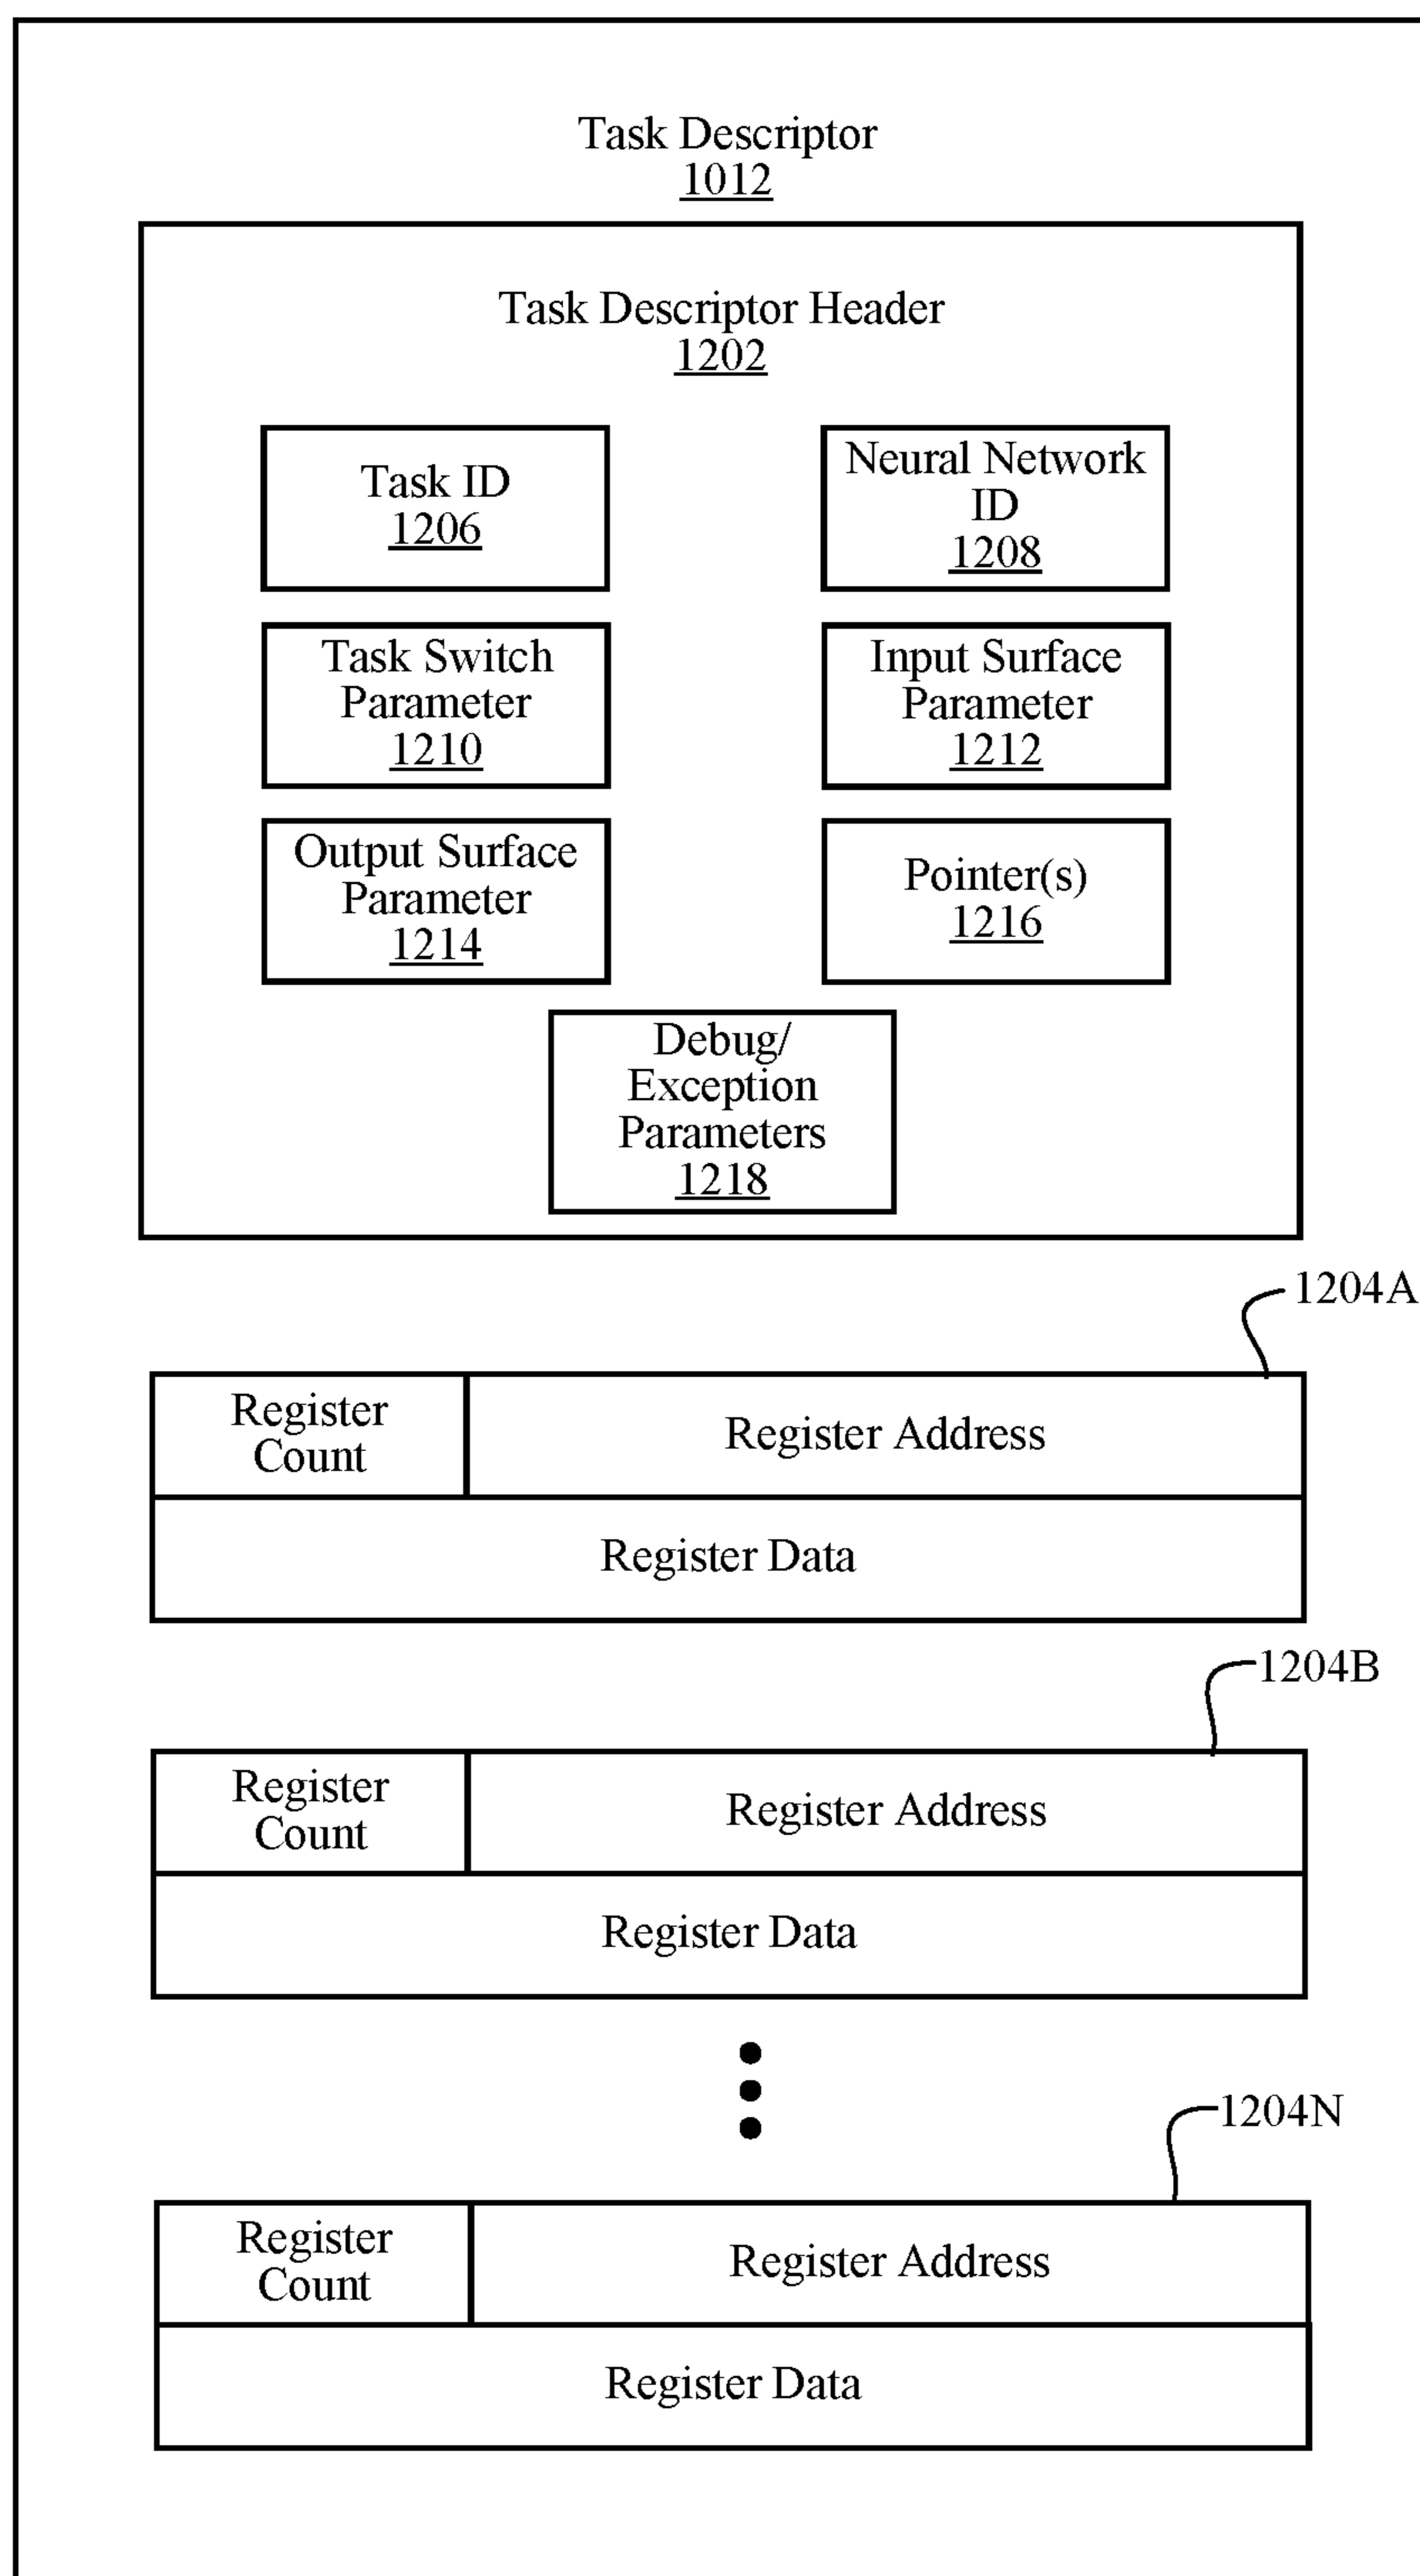 Task Descriptor
1012
Task Descriptor Header
1202
Task ID
1206
Neural Network
ID
1208
Task Switch
Parameter
1210
Input Surface
Parameter
1212
Output Surface
Parameter
1214
Pointer(s)
1216
Debug/
Exception
Parameters
1218
1204A
Register
Count
Register Address
Register Data
1204B
Register
Count
Register Address
Register Data
1204N
Register
Count
Register Address
Register Data